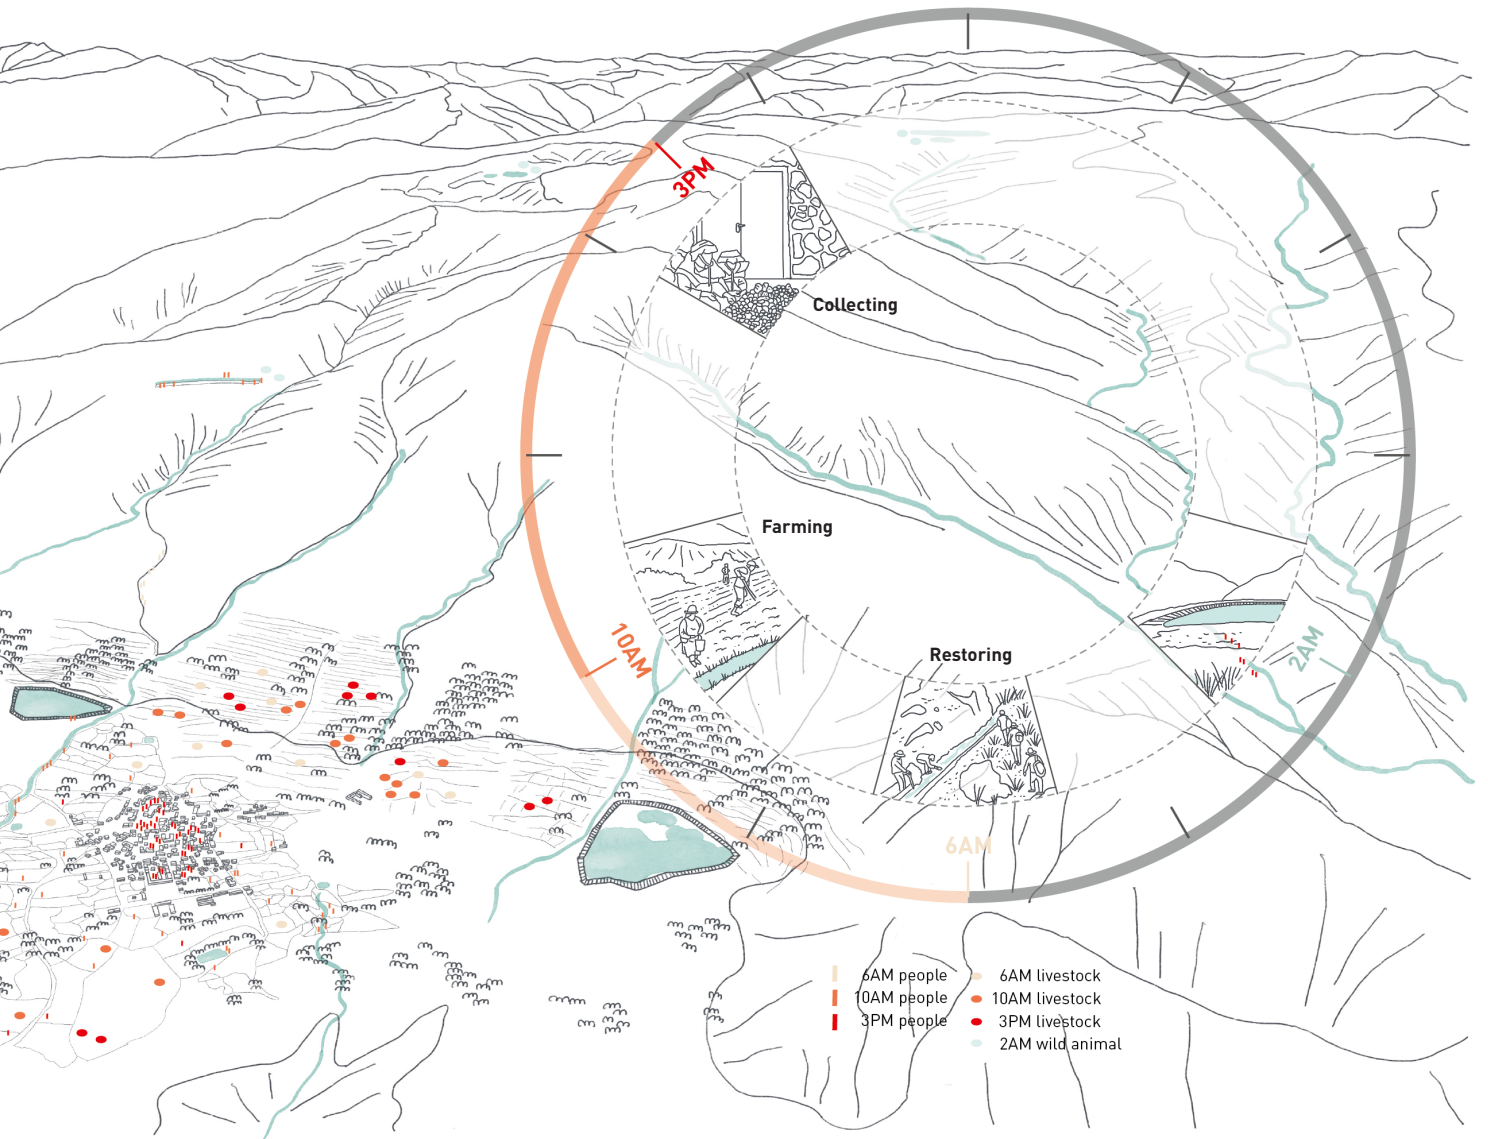 3PM
Collecting
Farming
10AM
Restoring
2AM
6AM
6AM people
10AM people
3PM people
6AM livestock
10AM livestock
3PM livestock
2AM wild animal